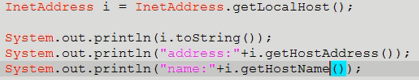 InetAddress i = InetAddress.getLocalHost();
System.out.println(i.toString());
System.out.println("address:"+i.getHostAddress());
System.out.println("name:"+i.getHostName());